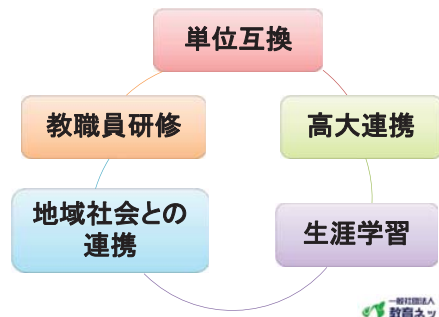 単位互換
教職員研修
高大連携
地域社会との
連携
生涯学習
一般社団法人
教育ネッ